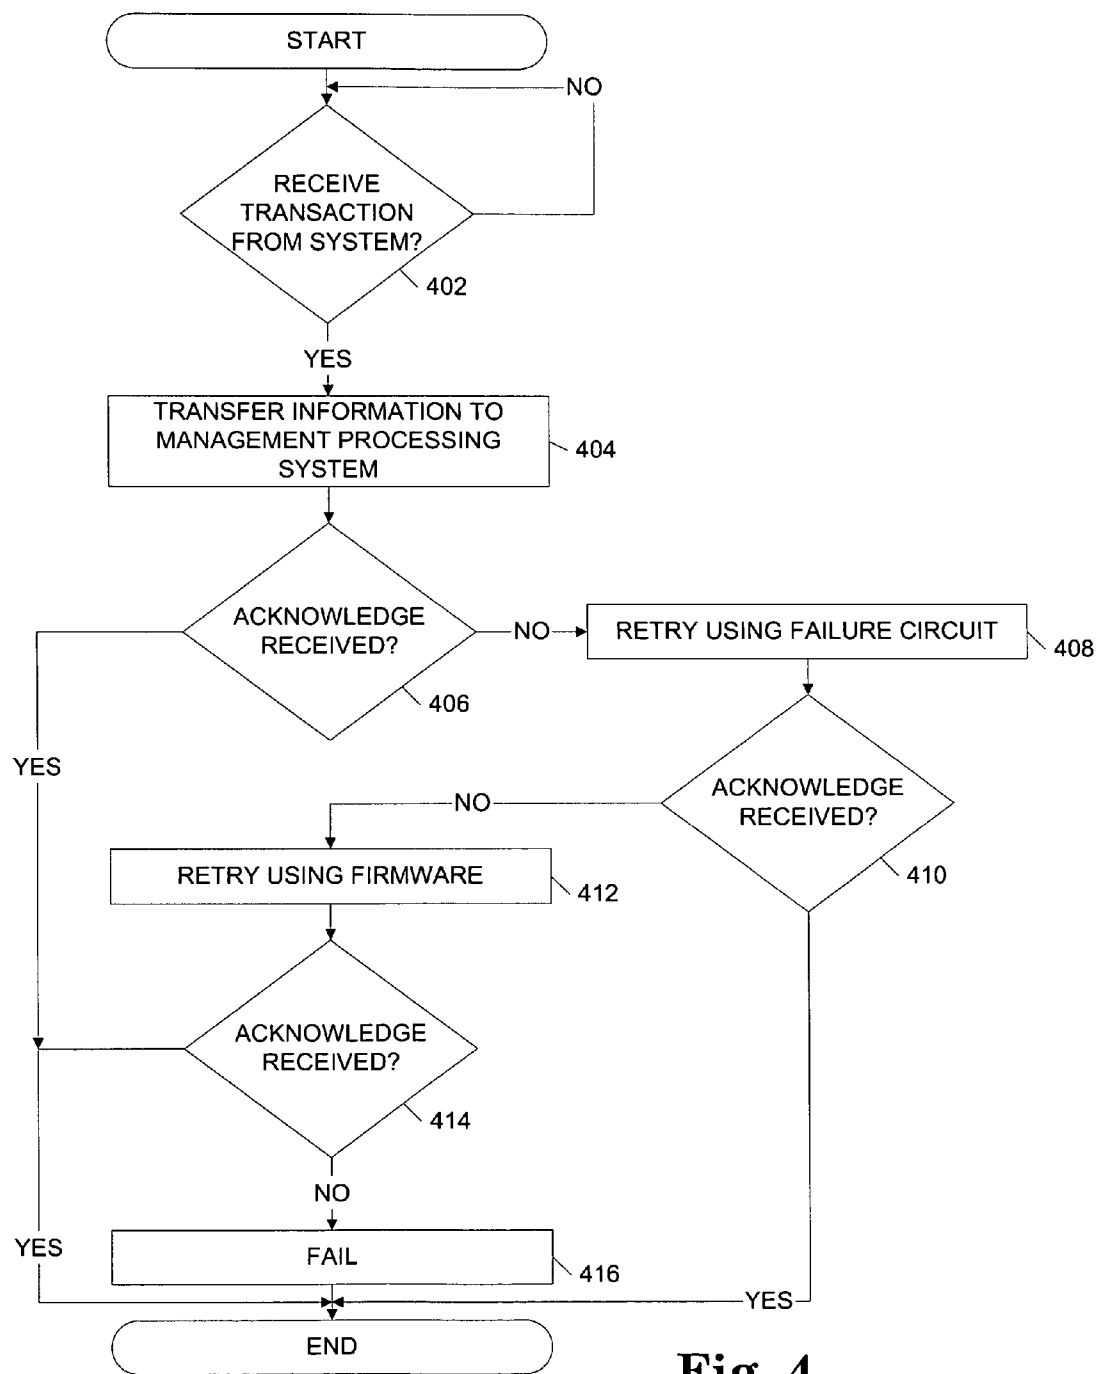 START
NO
RECEIVE
TRANSACTION
FROM SYSTEM?
402
YES
TRANSFER INFORMATION TO
MANAGEMENT PROCESSING
SYSTEM
404
ACKNOWLEDGE
RECEIVED?
406
NO
RETRY USING FAILURE CIRCUIT
408
YES
ACKNOWLEDGE
RECEIVED?
410
NO
RETRY USING FIRMWARE
412
ACKNOWLEDGE
RECEIVED?
414
NO
YES
FAIL
416
YES
END
Fig. 4